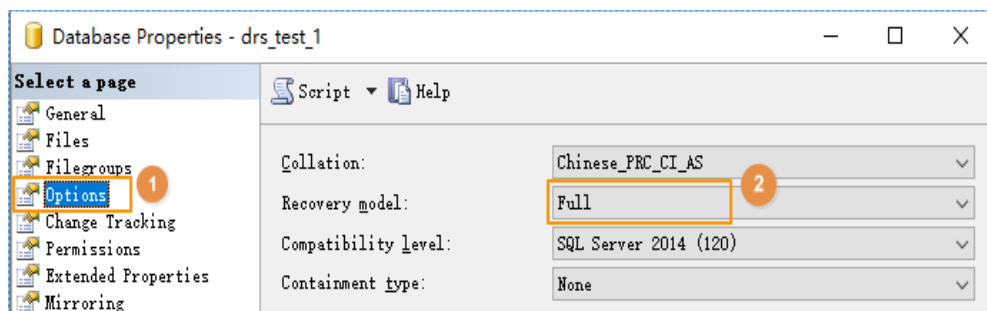 Database Properties - drs_test_1
Select a page
General
Files
Filegroups
Options
1
Change Tracking
Permissions
Extended Properties
Mirroring
Script Help
Collation: Chinese_PRC_CI_AS
2
Recovery model: Full
Compatibility level: SQL Server 2014 (120)
Containment type: None